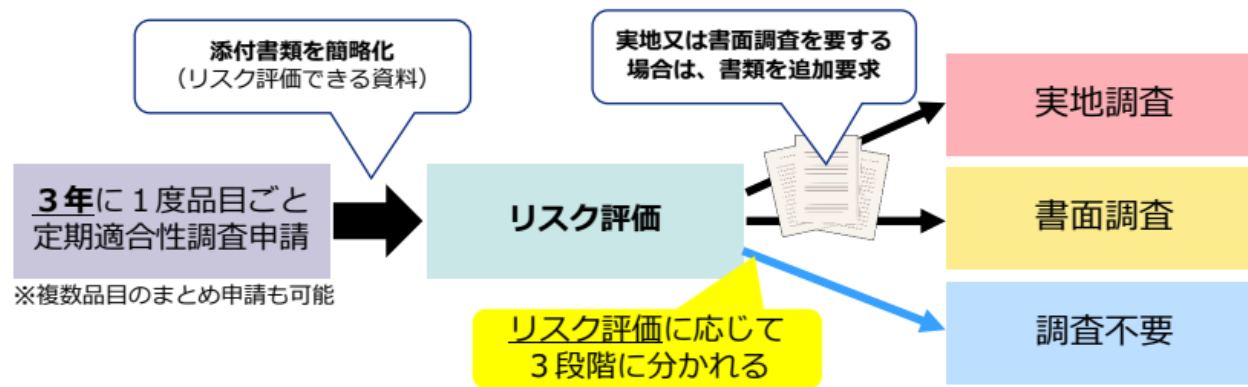 添付書類を簡略化
（リスク評価できる資料）
実地又は書面調査を要する
場合は、書類を追加要求
３年に１度品目ごと
定期適合性調査申請
※複数品目のまとめ申請も可能
リスク評価
リスク評価に応じて
３段階に分かれる
実地調査
書面調査
調査不要